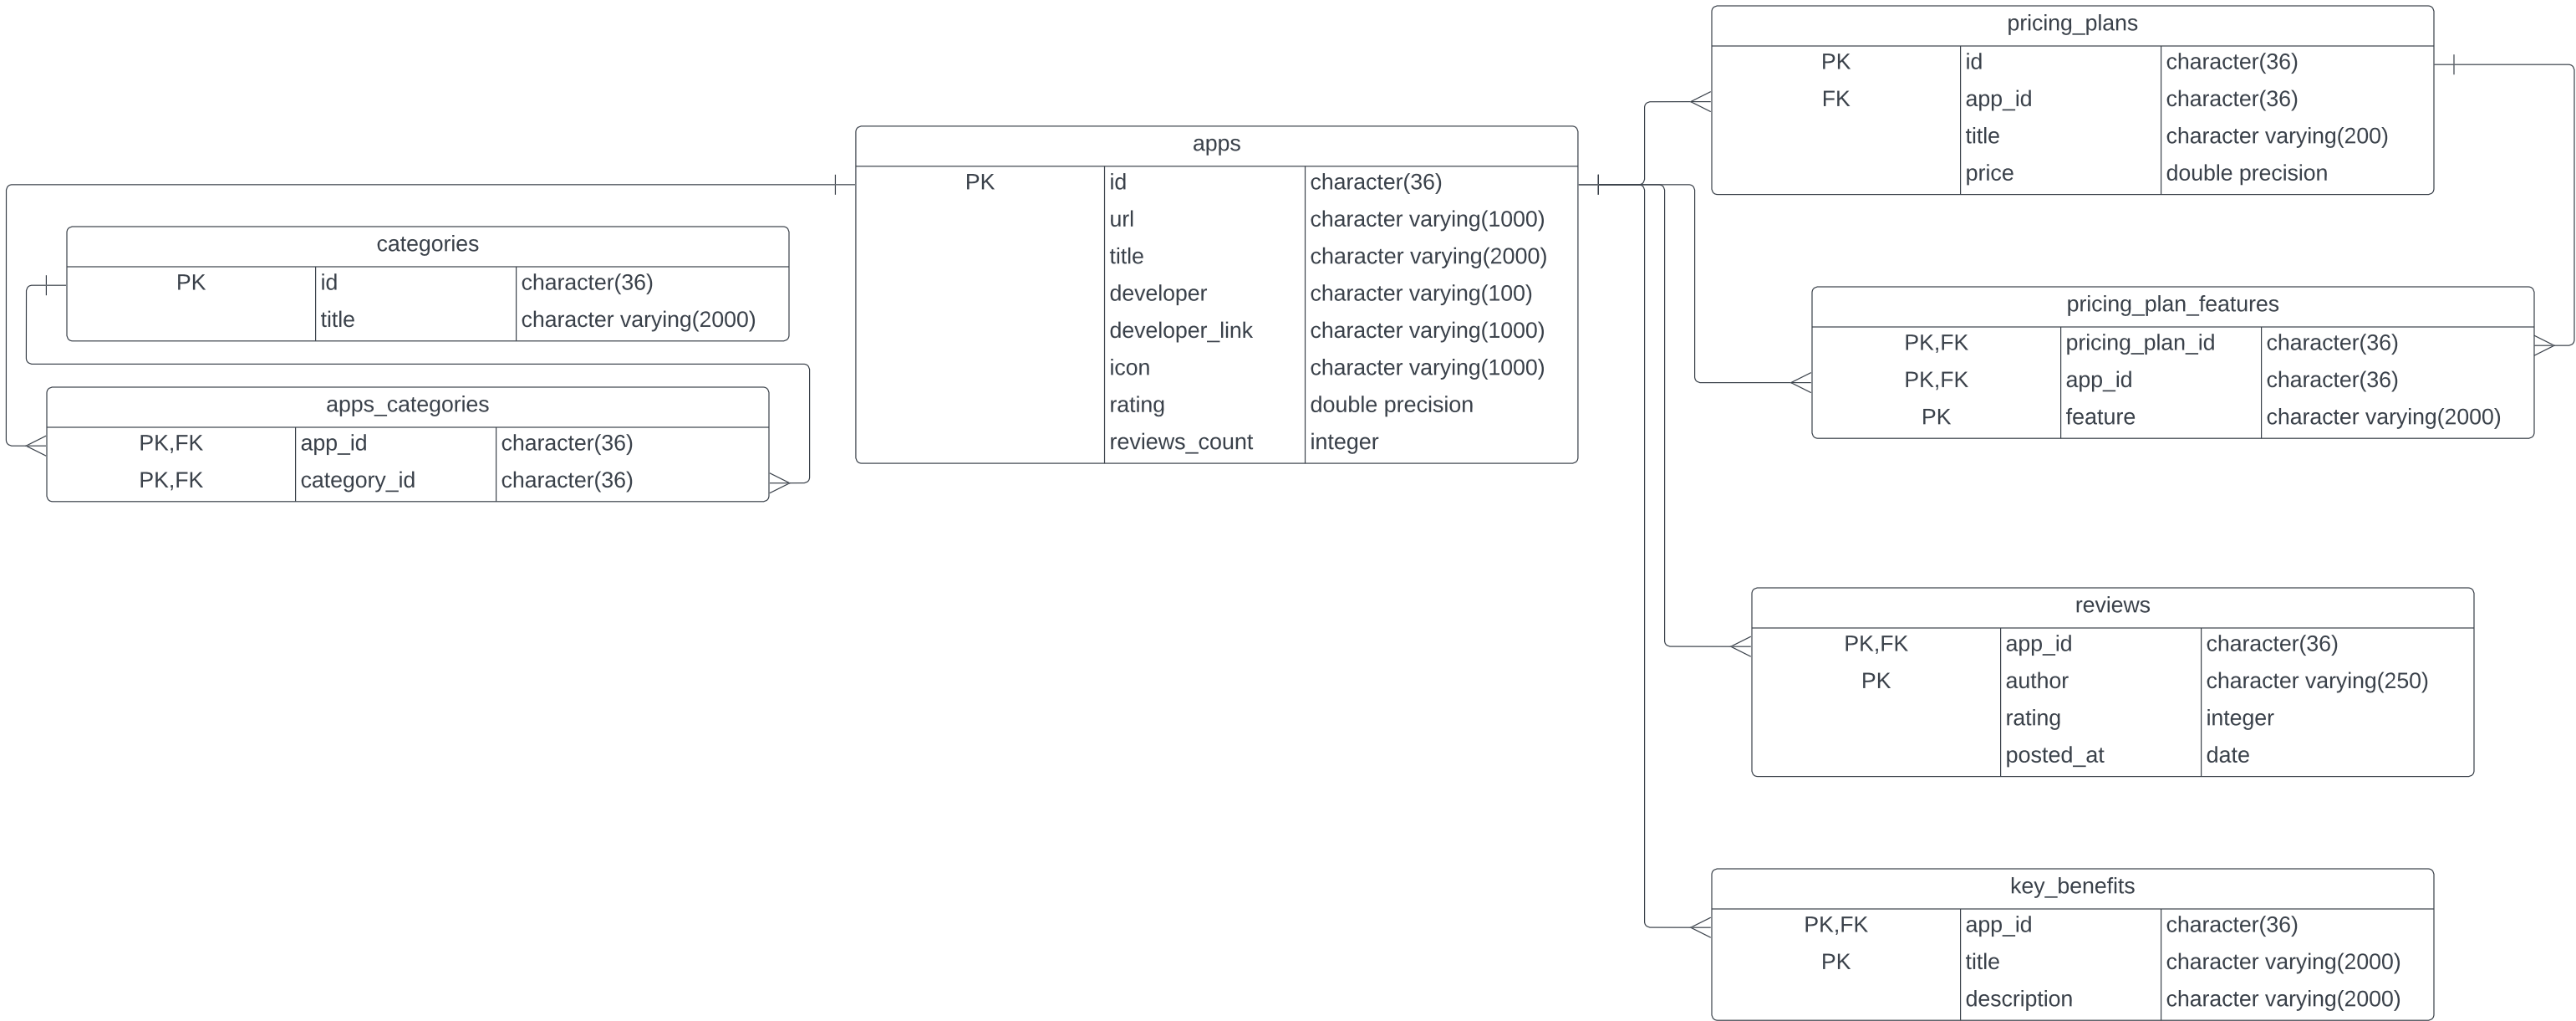 pricing_plans
PK id character(36)
FK app_id character(36)
title character varying(200)
price double precision
apps
PK id character(36)
url character varying(1000)
title character varying(2000)
developer character varying(100)
developer_link character varying(1000)
icon character varying(1000)
rating double precision
reviews_count integer
categories
PK id character(36)
title character varying(2000)
apps_categories
PK,FK app_id character(36)
PK,FK category_id character(36)
pricing_plan_features
PK,FK pricing_plan_id character(36)
PK,FK app_id character(36)
PK feature character varying(2000)
reviews
PK,FK app_id character(36)
PK author character varying(250)
rating integer
posted_at date
key_benefits
PK,FK app_id character(36)
PK title character varying(2000)
description character varying(2000)